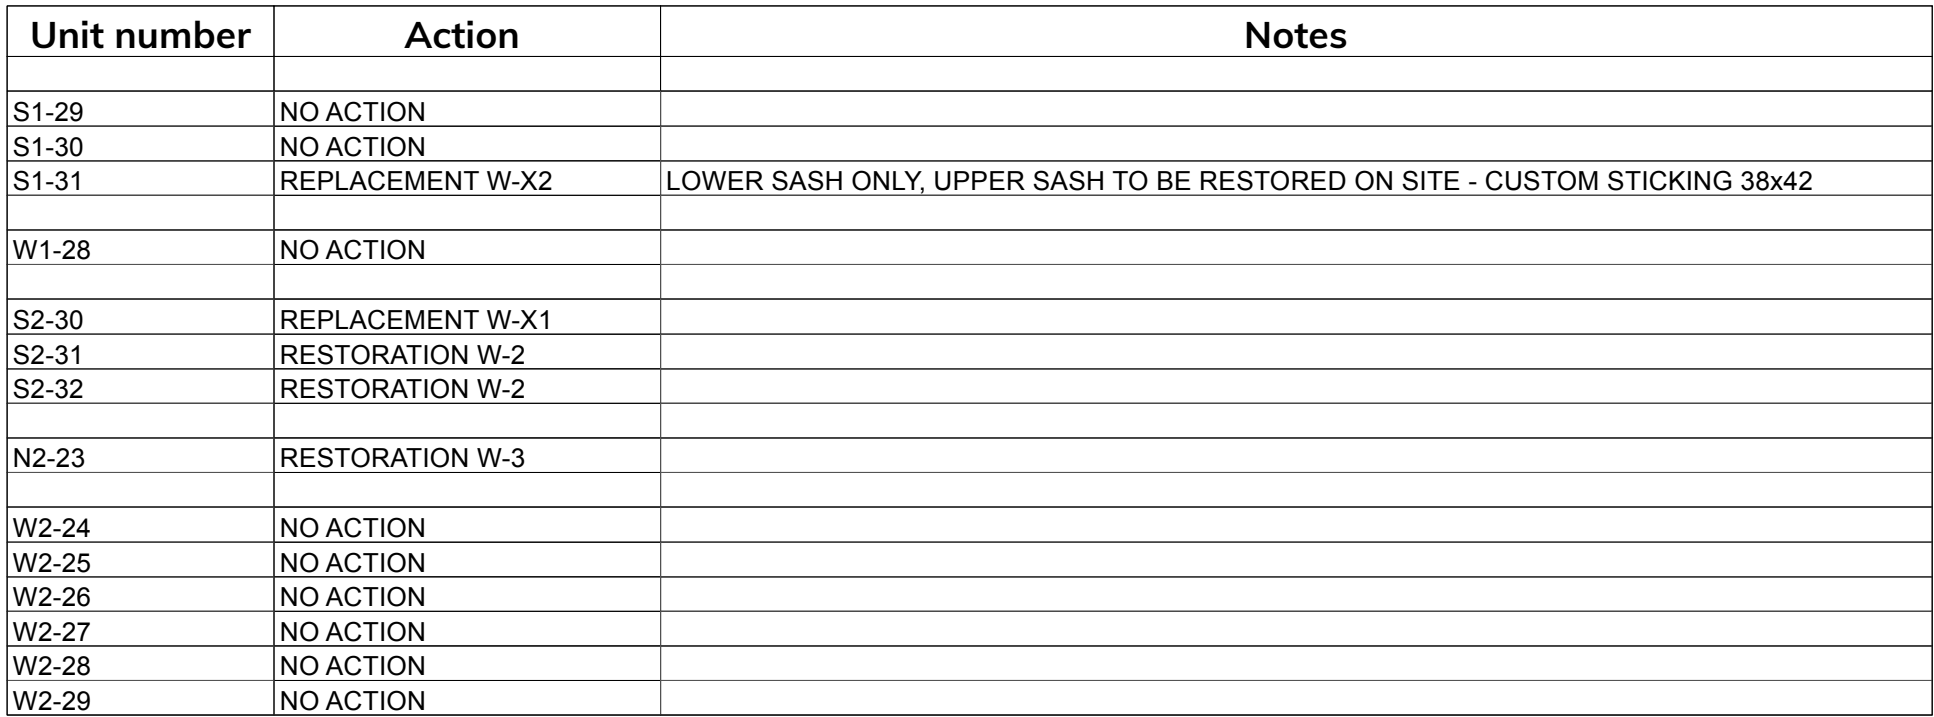 Unit number Action Notes
S1-29 NO ACTION
S1-30 NO ACTION
S1-31 REPLACEMENT W-X2 LOWER SASH ONLY, UPPER SASH TO BE RESTORED ON SITE - CUSTOM STICKING 38x42
W1-28 NO ACTION
S2-30 REPLACEMENT W-X1
S2-31 RESTORATION W-2
S2-32 RESTORATION W-2
N2-23 RESTORATION W-3
W2-24 NO ACTION
W2-25 NO ACTION
W2-26 NO ACTION
W2-27 NO ACTION
W2-28 NO ACTION
W2-29 NO ACTION